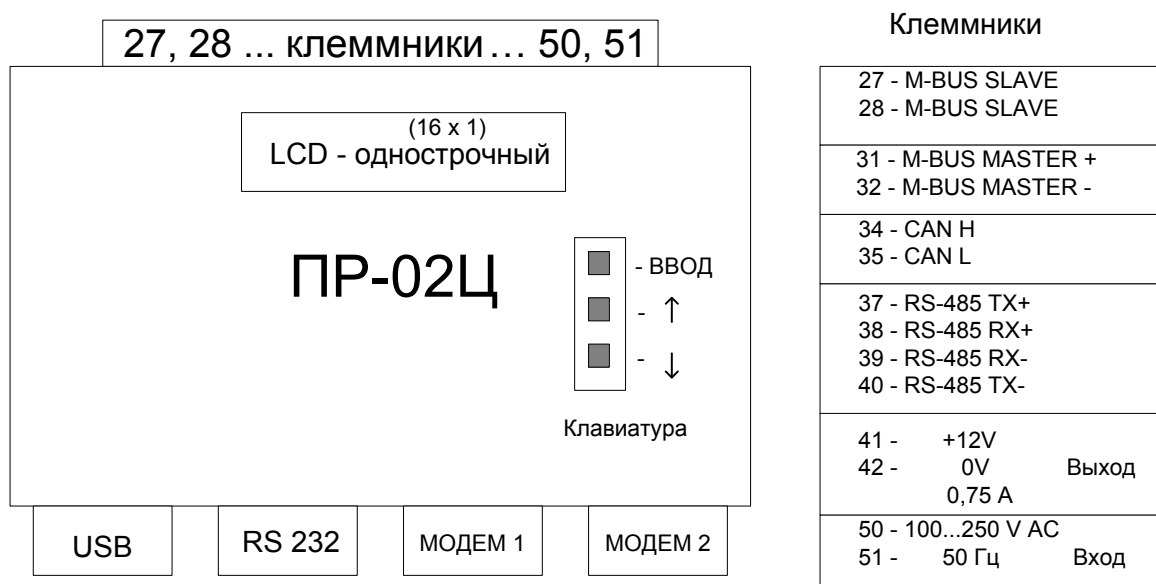 27, 28 ... клеммники... 50, 51
(16 x 1)
LCD - однострочный
ПР-02Ц
- ВВОД
- ↑
- ↓
Клавиатура
USB
RS 232
МОДЕМ 1
МОДЕМ 2
Клеммники
27 - M-BUS SLAVE
28 - M-BUS SLAVE
31 - M-BUS MASTER +
32 - M-BUS MASTER -
34 - CAN H
35 - CAN L
37 - RS-485 TX+
38 - RS-485 RX+
39 - RS-485 RX-
40 - RS-485 TX-
41 - +12V
42 - 0V Выход
0,75 A
50 - 100...250 V AC
51 - 50 Гц Вход